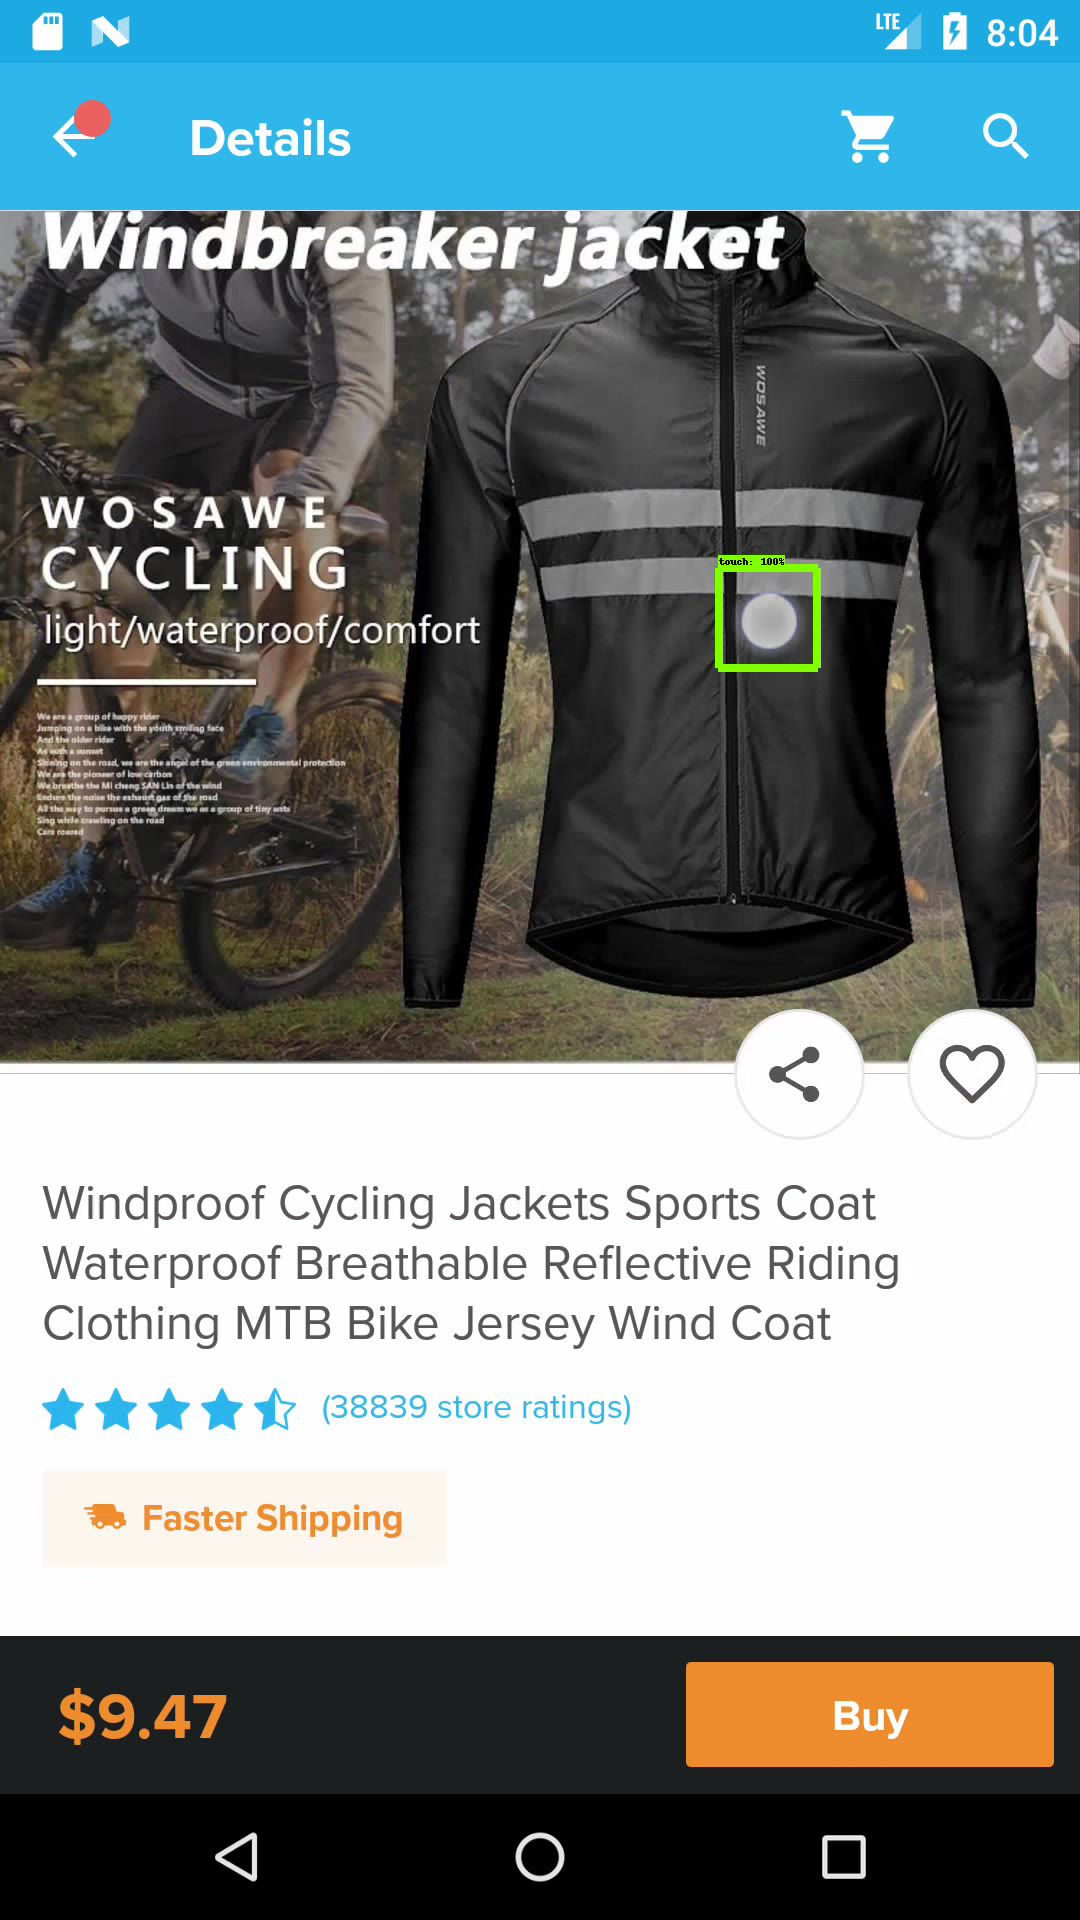 LTE 8:04
Details
Windbreaker jacket
WOSAWE
WOSAWE
CYCLING
touch: 100%
light/waterproof/comfort
We are a group of happy rider
Jumping on a bike with the youth smiling face
And the older rider
As with a sunset
Shining on the road, we are the angel of the green environmental protection
We are the pioneer of low carbon
We breathe the Mi cheng SAN Lin of the wind
Endure the noise the exhaust gas of the road
All the way to pursue a green dream we as a group of tiny ants
Sing while crawling on the road
Care roared
Windproof Cycling Jackets Sports Coat
Waterproof Breathable Reflective Riding
Clothing MTB Bike Jersey Wind Coat
(38839 store ratings)
Faster Shipping
$9.47
Buy